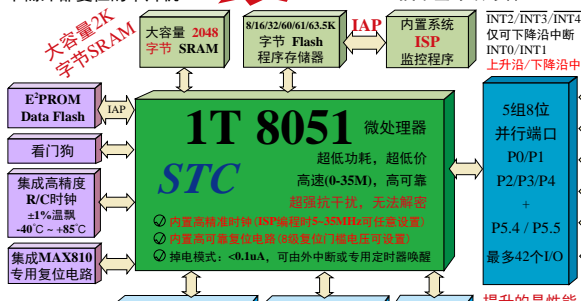 大容量2K
字节SRAM
大容量 2048
字节 SRAM
8/16/32/60/61/63.5K
字节 Flash
程序存储器
IAP
内置系统
ISP
监控程序
INT2/INT3/INT4
仅可下降沿中断
INT0/INT1
上升沿/下降沿中
E²PROM
Data Flash
IAP
看门狗
集成高精度
R/C时钟
±1%温飘
-40℃ ~ +85℃
集成MAX810
专用复位电路
1T 8051 微处理器
STC
超低功耗，超低价
高速(0-35M)，高可靠
超强抗干扰，无法解密
内置高精准时钟(ISP编程时5-35MHz可任意设置)
内置高可靠复位电路(8级复位门槛电压可设置)
掉电模式：<0.1uA，可由外中断或专用定时器唤醒
5组8位
并行端口
P0/P1
P2/P3/P4
+
P5.4 / P5.5
最多42个I/O
提升的是性能